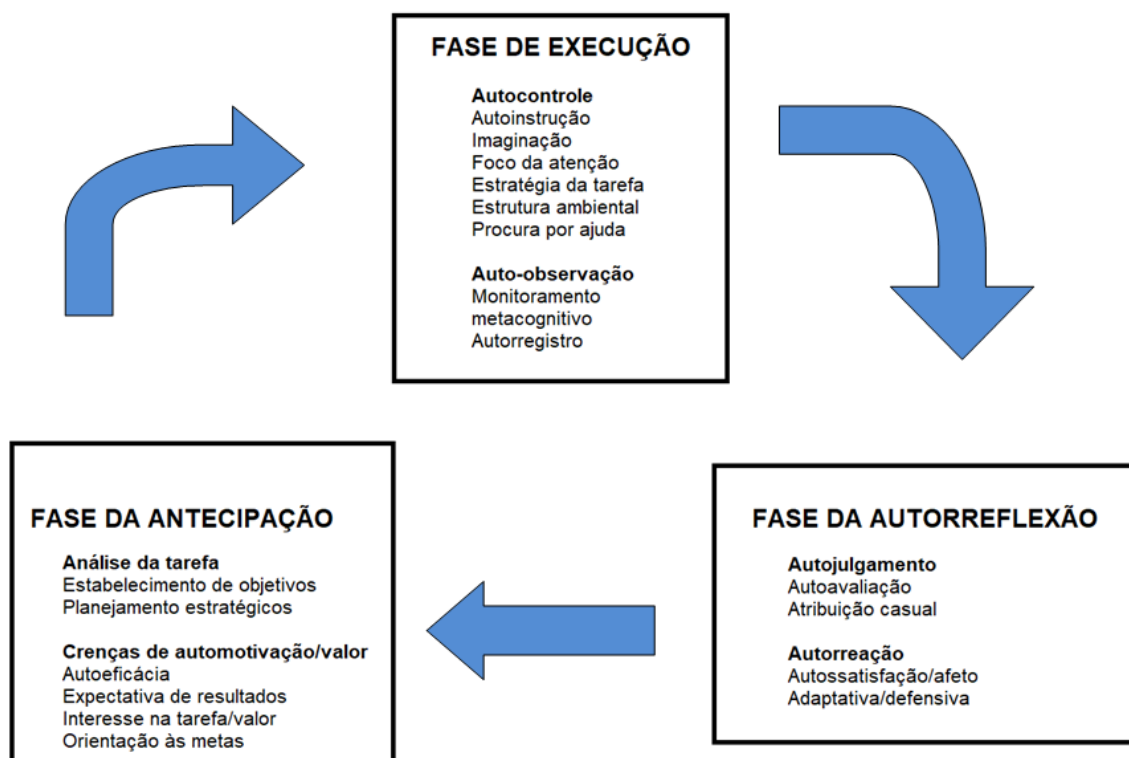 FASE DE EXECUÇÃO
Autocontrole
Autoinstrução
Imaginação
Foco da atenção
Estratégia da tarefa
Estrutura ambiental
Procura por ajuda
Auto-observação
Monitoramento
metacognitivo
Autorregistro
FASE DA ANTECIPAÇÃO
Análise da tarefa
Estabelecimento de objetivos
Planejamento estratégicos
Crenças de automotivação/valor
Autoeficácia
Expectativa de resultados
Interesse na tarefa/valor
Orientação às metas
FASE DA AUTORREFLEXÃO
Autojulgamento
Autoavaliação
Atribuição casual
Autorreação
Autossatisfação/afeto
Adaptativa/defensiva